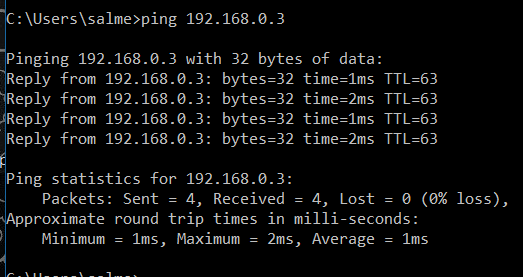 C:\Users\salme>ping 192.168.0.3
Pinging 192.168.0.3 with 32 bytes of data:
Reply from 192.168.0.3: bytes=32 time=1ms TTL=63
Reply from 192.168.0.3: bytes=32 time=2ms TTL=63
Reply from 192.168.0.3: bytes=32 time=1ms TTL=63
Reply from 192.168.0.3: bytes=32 time=2ms TTL=63
Ping statistics for 192.168.0.3:
    Packets: Sent = 4, Received = 4, Lost = 0 (0% loss),
Approximate round trip times in milli-seconds:
    Minimum = 1ms, Maximum = 2ms, Average = 1ms
C:\Users\salme>